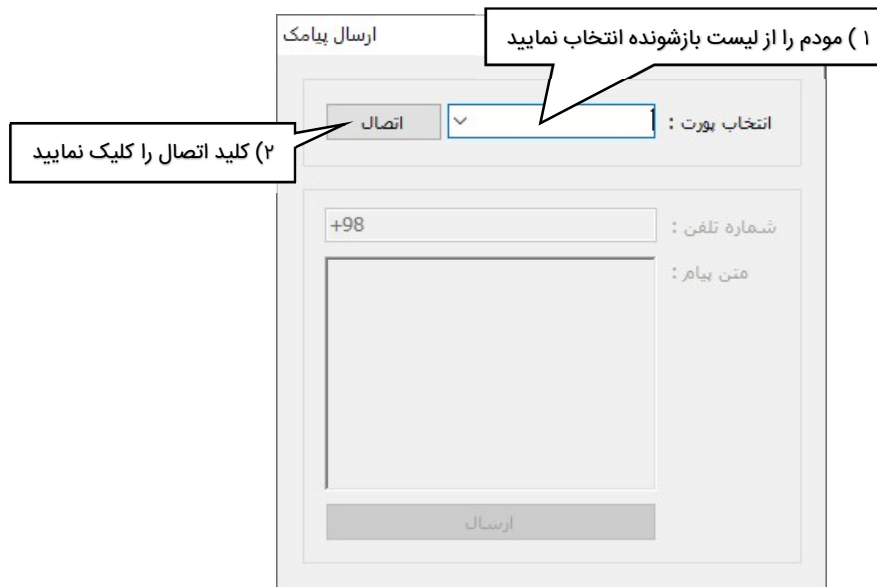 ارسال پیامک
۱ ) مودم را از لیست بازشونده انتخاب نمایید
انتخاب پورت :
اتصال
۲) کلید اتصال را کلیک نمایید
شماره تلفن :
+98
متن پیام :
ارسال